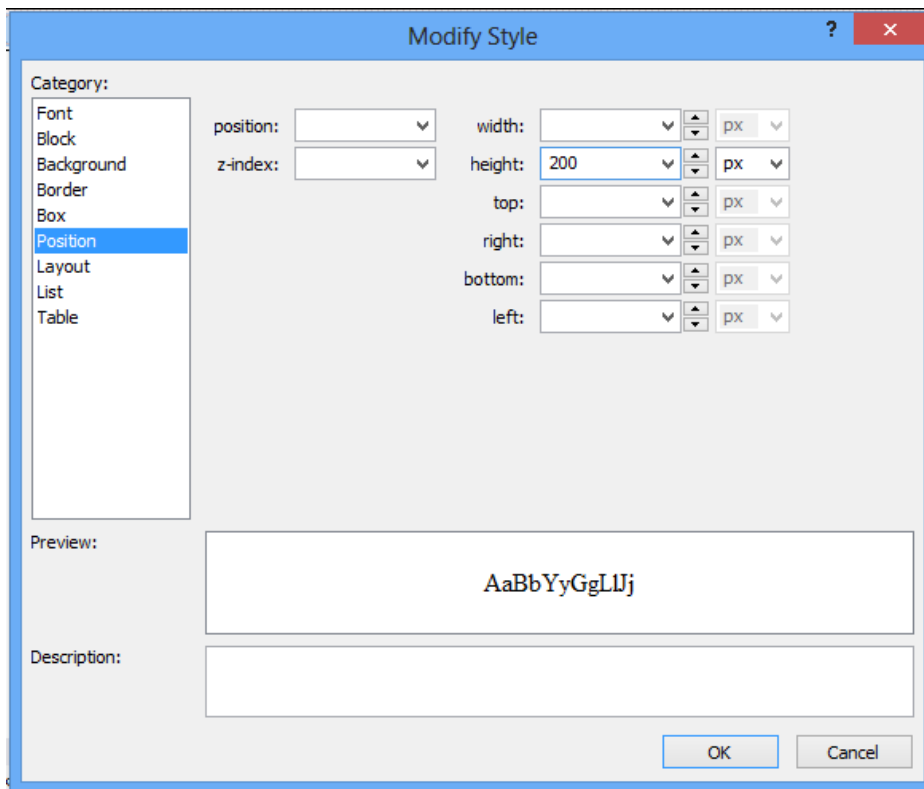 Modify Style
?
Category:
Font
Block
Background
Border
Box
Position
Layout
List
Table
position:
z-index:
width: px
height: 200 px
top: px
right: px
bottom: px
left: px
Preview:
AaBbYyGgLlJj
Description:
OK Cancel